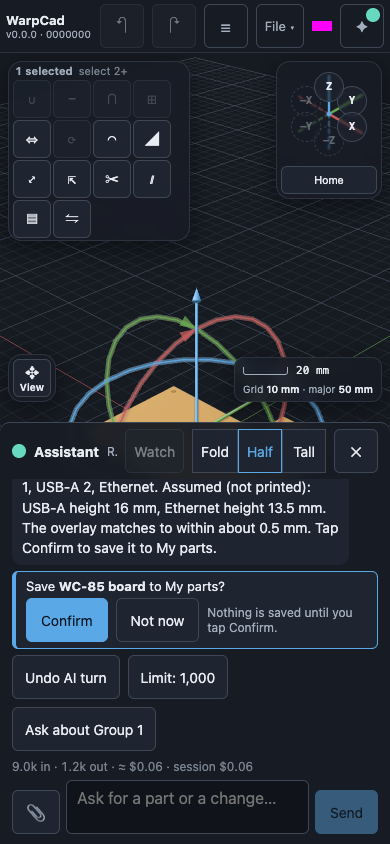 WarpCad
v0.0.0 · 0000000
File
1 selected select 2+
Z
Y
X
−X
−Y
−Z
Home
View
20 mm
Grid 10 mm · major 50 mm
Assistant R. Watch Fold Half Tall
1, USB-A 2, Ethernet. Assumed (not printed):
USB-A height 16 mm, Ethernet height 13.5 mm.
The overlay matches to within about 0.5 mm. Tap
Confirm to save it to My parts.
Save WC-85 board to My parts?
Confirm
Not now
Nothing is saved until you
tap Confirm.
Undo AI turn
Limit: 1,000
Ask about Group 1
9.0k in · 1.2k out · ≈ $0.06 · session $0.06
Ask for a part or a change...
Send